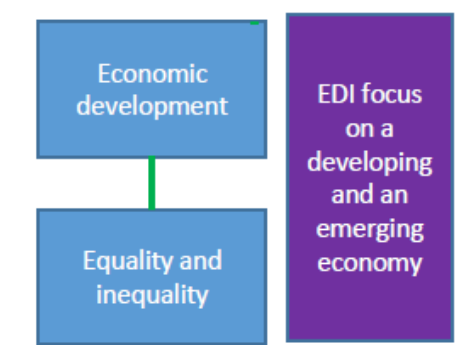 Economic
development
Equality and
inequality
EDI focus
on a
developing
and an
emerging
economy